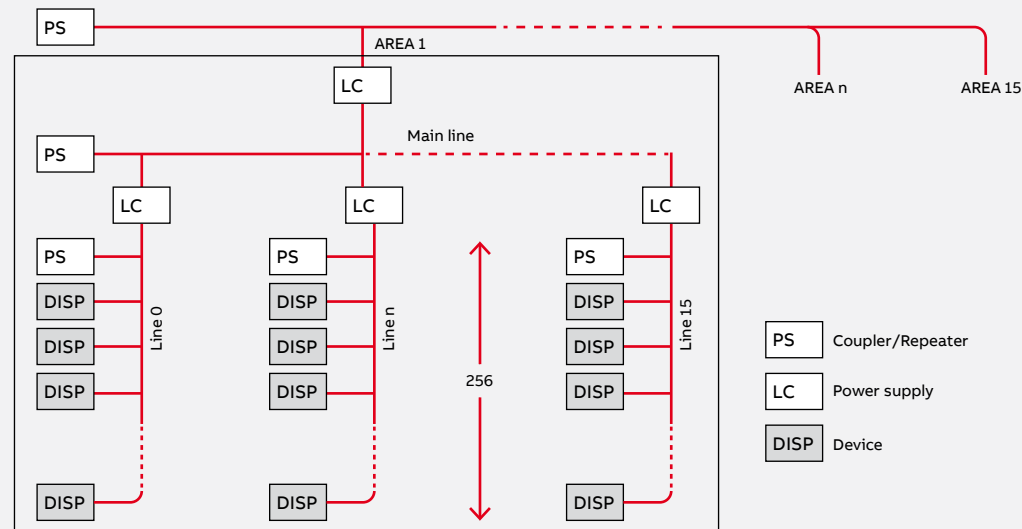 PS
AREA 1
LC
AREA n
AREA 15
Main line
PS
LC
LC
LC
PS
PS
PS
DISP
DISP
DISP
Line 0
Line n
Line 15
DISP
DISP
DISP
PS
Coupler/Repeater
256
DISP
DISP
DISP
LC
Power supply
DISP
Device
DISP
DISP
DISP